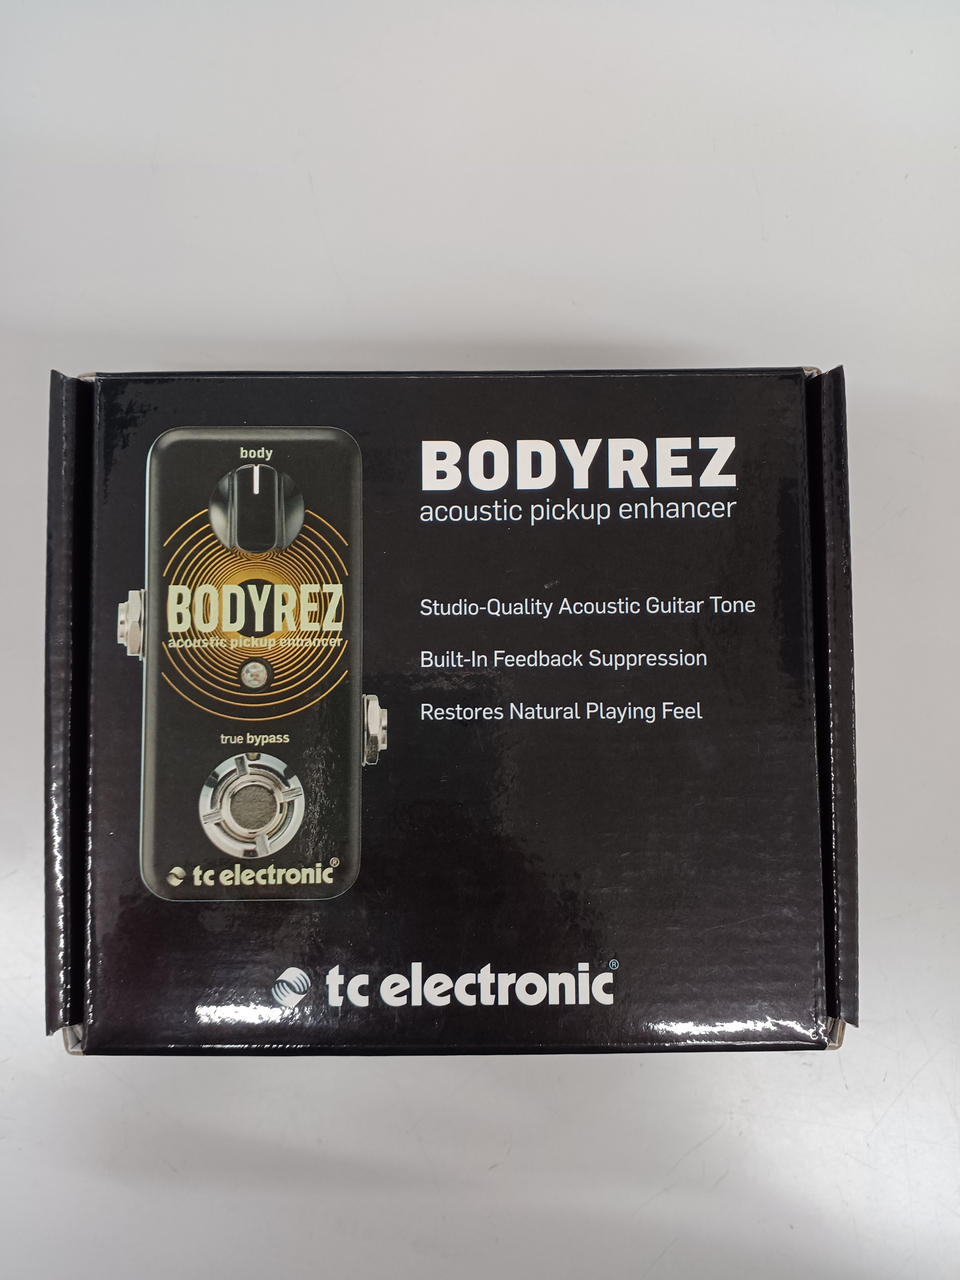 body
BODYREZ
acoustic pickup enhancer
true bypass
tc electronic®
BODYREZ
acoustic pickup enhancer
Studio-Quality Acoustic Guitar Tone
Built-In Feedback Suppression
Restores Natural Playing Feel
tc electronic®